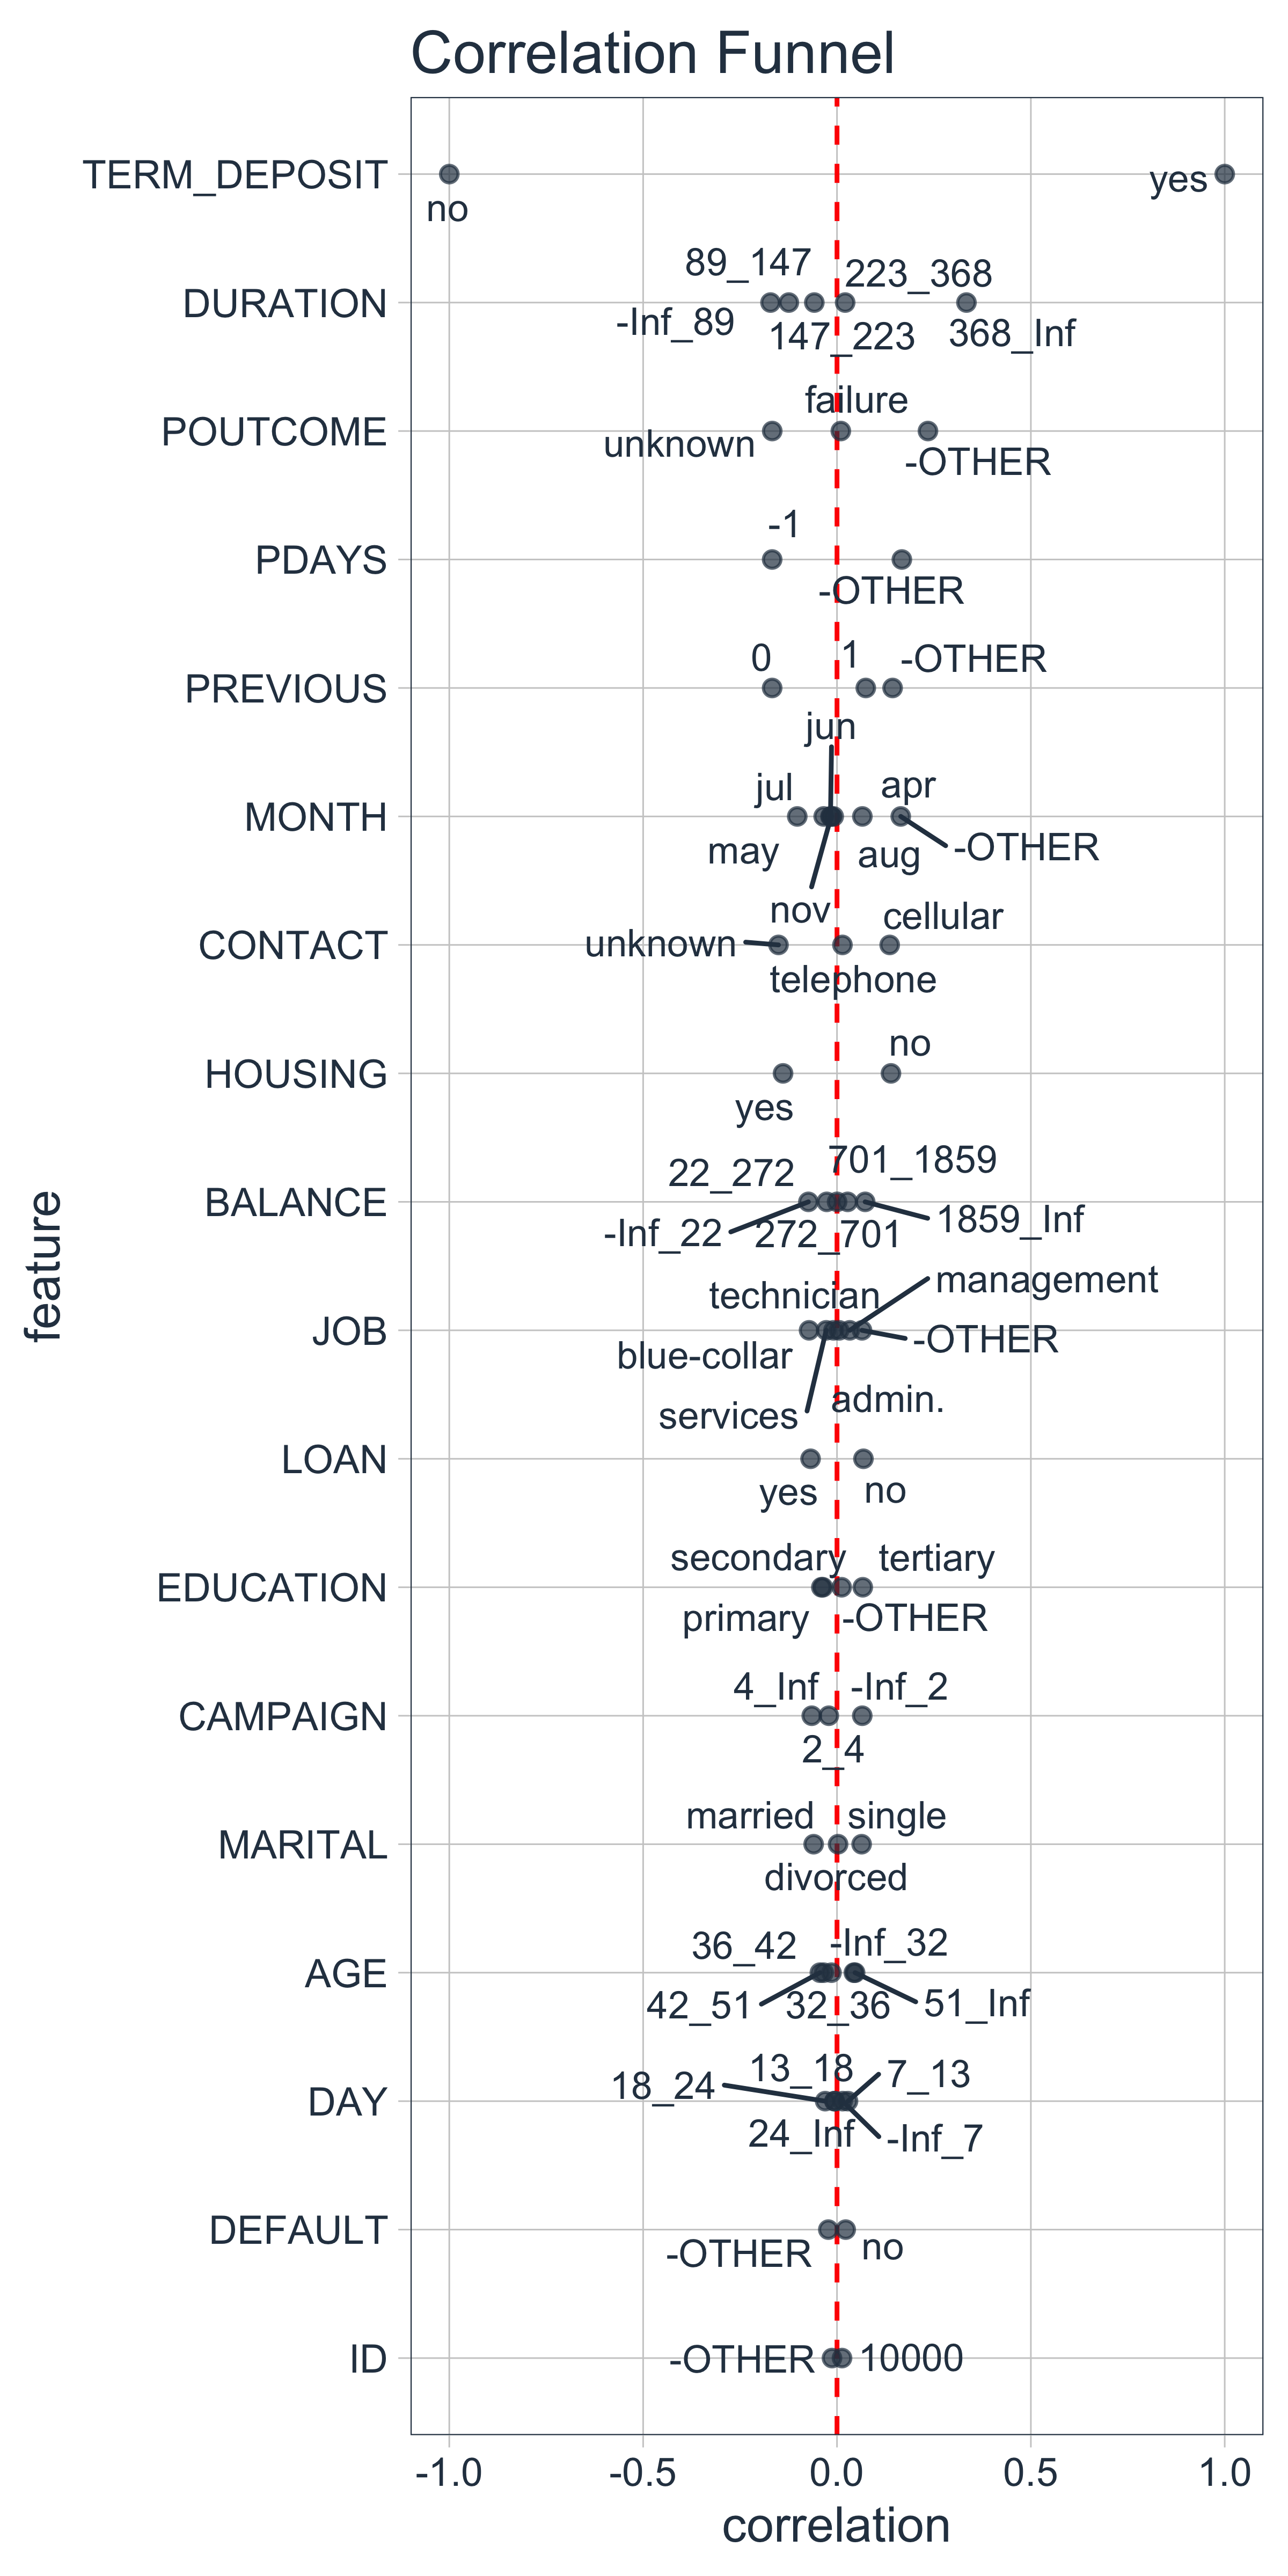 Correlation Funnel
TERM_DEPOSIT
no
yes
DURATION
89_147
223_368
-Inf_89
147_223
368_Inf
POUTCOME
failure
unknown
-OTHER
PDAYS
-1
-OTHER
PREVIOUS
0
1
-OTHER
MONTH
jun
jul
apr
may
aug
-OTHER
nov
CONTACT
cellular
unknown
telephone
HOUSING
no
yes
BALANCE
22_272
701_1859
-Inf_22
272_701
1859_Inf
JOB
technician
management
blue-collar
-OTHER
services
admin.
LOAN
yes
no
EDUCATION
secondary
tertiary
primary
-OTHER
CAMPAIGN
4_Inf
-Inf_2
2_4
MARITAL
married
single
divorced
AGE
36_42
-Inf_32
42_51
32_36
51_Inf
DAY
13_18
7_13
18_24
24_Inf
-Inf_7
DEFAULT
-OTHER
no
ID
-OTHER
10000
feature
-1.0
-0.5
0.0
0.5
1.0
correlation